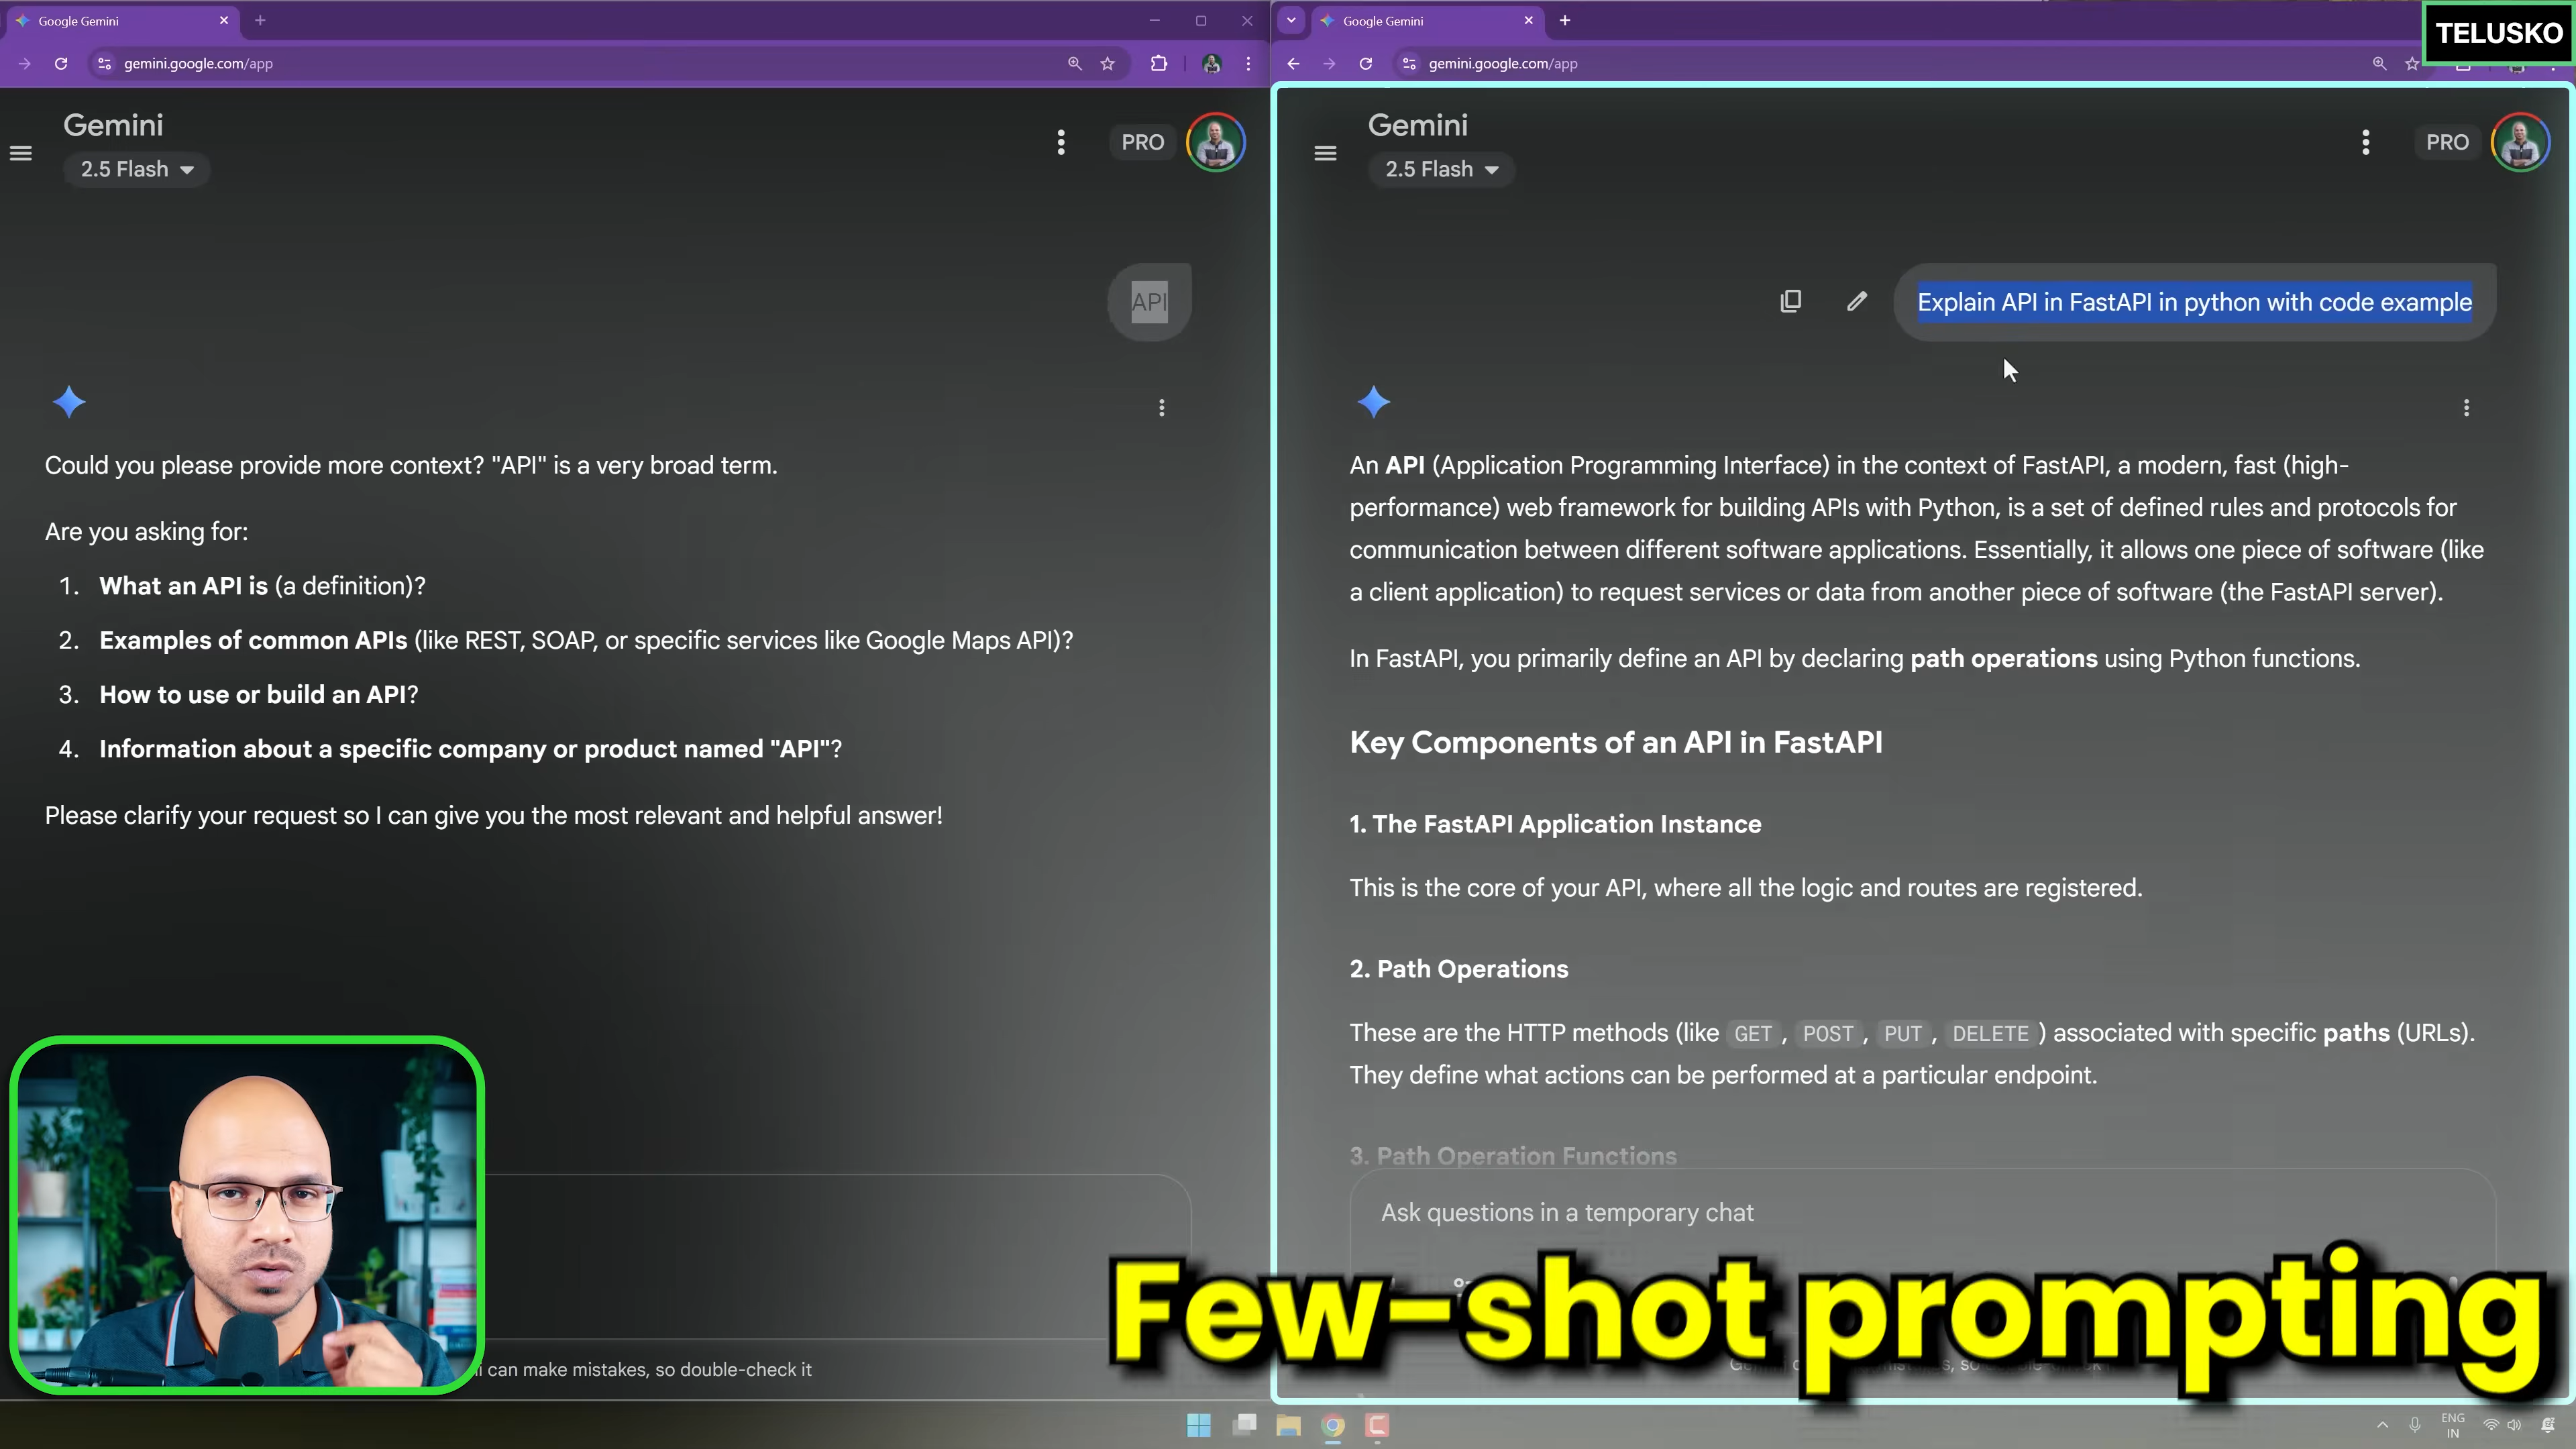 Google Gemini
gemini.google.com/app
Gemini
2.5 Flash
PRO
API
Could you please provide more context? "API" is a very broad term.
Are you asking for:
1. What an API is (a definition)?
2. Examples of common APIs (like REST, SOAP, or specific services like Google Maps API)?
3. How to use or build an API?
4. Information about a specific company or product named "API"?
Please clarify your request so I can give you the most relevant and helpful answer!
can make mistakes, so double-check it
Google Gemini
gemini.google.com/app
TELUSKO
Gemini
2.5 Flash
PRO
Explain API in FastAPI in python with code example
An API (Application Programming Interface) in the context of FastAPI, a modern, fast (high-
performance) web framework for building APIs with Python, is a set of defined rules and protocols for
communication between different software applications. Essentially, it allows one piece of software (like
a client application) to request services or data from another piece of software (the FastAPI server).
In FastAPI, you primarily define an API by declaring path operations using Python functions.
Key Components of an API in FastAPI
1. The FastAPI Application Instance
This is the core of your API, where all the logic and routes are registered.
2. Path Operations
These are the HTTP methods (like GET, POST, PUT, DELETE) associated with specific paths (URLs).
They define what actions can be performed at a particular endpoint.
3. Path Operation Functions
Ask questions in a temporary chat
Few-shot prompting
ENG
IN